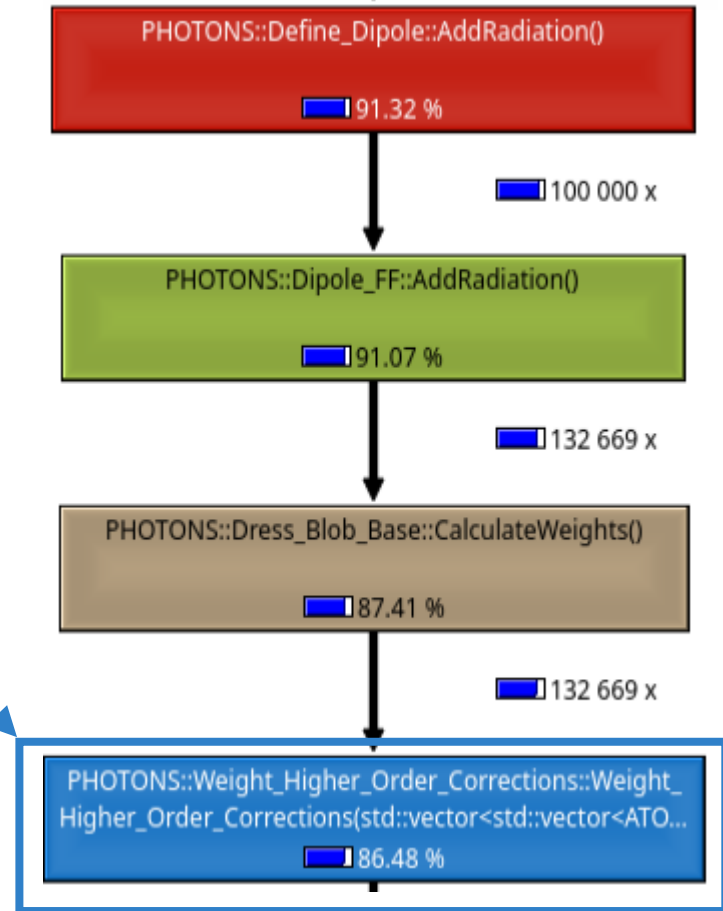 PHOTONS::Define_Dipole::AddRadiation()
91.32 %
100 000 x
PHOTONS::Dipole_FF::AddRadiation()
91.07 %
132 669 x
PHOTONS::Dress_Blob_Base::CalculateWeights()
87.41 %
132 669 x
PHOTONS::Weight_Higher_Order_Corrections::Weight_
Higher_Order_Corrections(std::vector<std::vector<ATO...
86.48 %